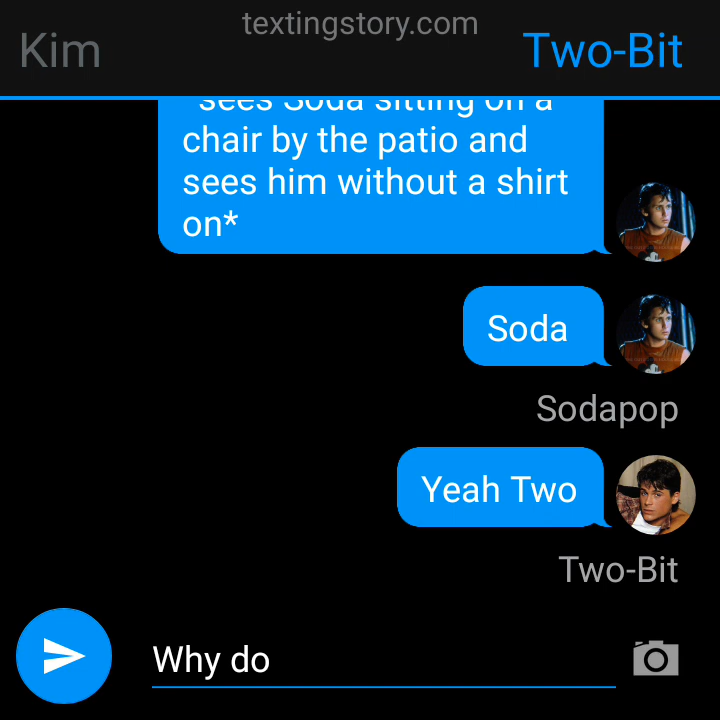 textingstory.com
Kim
Two-Bit
sees Soda sitting on a
chair by the patio and
sees him without a shirt
on*
Soda
Sodapop
Yeah Two
Two-Bit
Why do